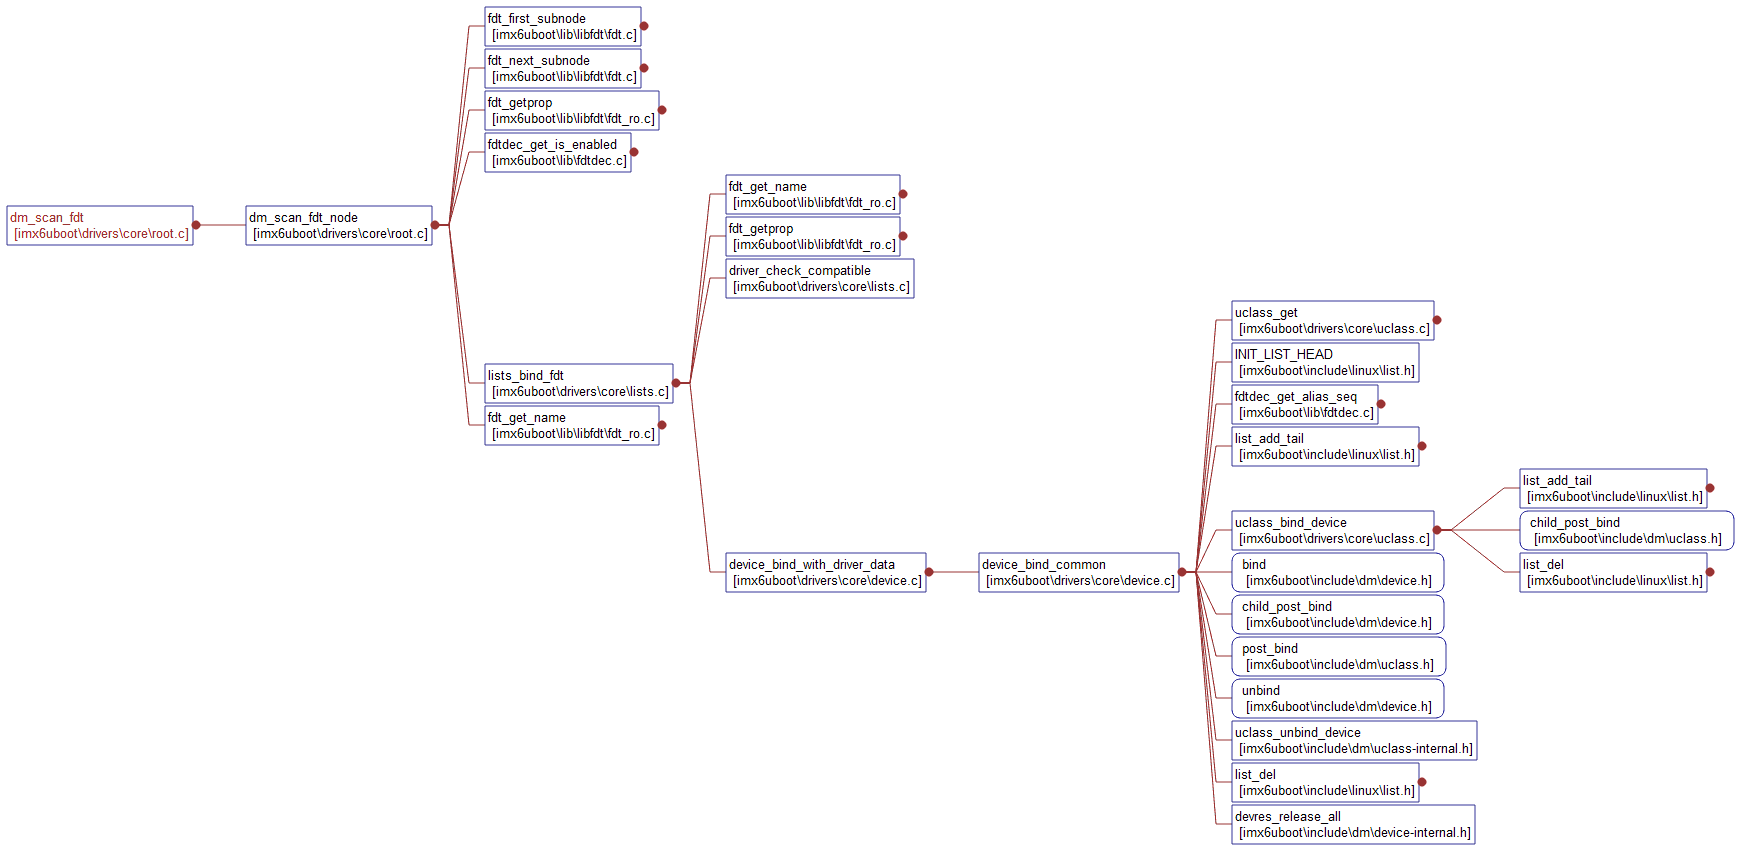 fdt_first_subnode
[imx6uboot\lib\libfdt\fdt.c]
fdt_next_subnode
[imx6uboot\lib\libfdt\fdt.c]
fdt_getprop
[imx6uboot\lib\libfdt\fdt_ro.c]
fdtdec_get_is_enabled
[imx6uboot\lib\fdtdec.c]
dm_scan_fdt
[imx6uboot\drivers\core\root.c]
dm_scan_fdt_node
[imx6uboot\drivers\core\root.c]
lists_bind_fdt
[imx6uboot\drivers\core\lists.c]
fdt_get_name
[imx6uboot\lib\libfdt\fdt_ro.c]
fdt_get_name
[imx6uboot\lib\libfdt\fdt_ro.c]
fdt_getprop
[imx6uboot\lib\libfdt\fdt_ro.c]
driver_check_compatible
[imx6uboot\drivers\core\lists.c]
device_bind_with_driver_data
[imx6uboot\drivers\core\device.c]
device_bind_common
[imx6uboot\drivers\core\device.c]
uclass_get
[imx6uboot\drivers\core\uclass.c]
INIT_LIST_HEAD
[imx6uboot\include\linux\list.h]
fdtdec_get_alias_seq
[imx6uboot\lib\fdtdec.c]
list_add_tail
[imx6uboot\include\linux\list.h]
uclass_bind_device
[imx6uboot\drivers\core\uclass.c]
bind
[imx6uboot\include\dm\device.h]
child_post_bind
[imx6uboot\include\dm\device.h]
post_bind
[imx6uboot\include\dm\uclass.h]
unbind
[imx6uboot\include\dm\device.h]
uclass_unbind_device
[imx6uboot\include\dm\uclass-internal.h]
list_del
[imx6uboot\include\linux\list.h]
devres_release_all
[imx6uboot\include\dm\device-internal.h]
list_add_tail
[imx6uboot\include\linux\list.h]
child_post_bind
[imx6uboot\include\dm\uclass.h]
list_del
[imx6uboot\include\linux\list.h]